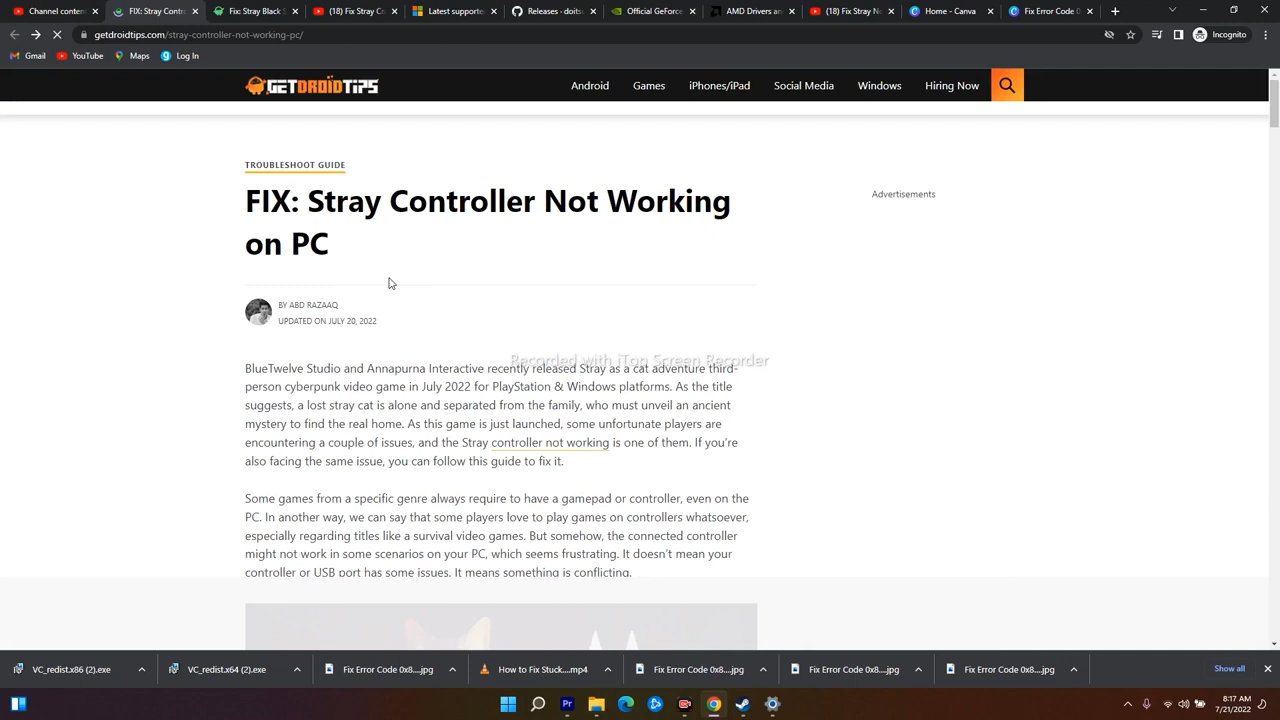 Channel content
FIX: Stray Contro
Fix Stray Black S
(18) Fix Stray Cr
Latest supporte
Releases - doitsu
Official GeForce
AMD Drivers an
(18) Fix Stray No
Home - Canva
Fix Error Code 0
getdroidtips.com/stray-controller-not-working-pc/
Incognito
Gmail
YouTube
Maps
Log In
GETDROIDTIPS
Android
Games
iPhones/iPad
Social Media
Windows
Hiring Now
TROUBLESHOOT GUIDE
FIX: Stray Controller Not Working
on PC
Advertisements
BY ABD RAZAAQ
UPDATED ON JULY 20, 2022
Recorded with iTop Screen Recorder
BlueTwelve Studio and Annapurna Interactive recently released Stray as a cat adventure third-
person cyberpunk video game in July 2022 for PlayStation & Windows platforms. As the title
suggests, a lost stray cat is alone and separated from the family, who must unveil an ancient
mystery to find the real home. As this game is just launched, some unfortunate players are
encountering a couple of issues, and the Stray controller not working is one of them. If you're
also facing the same issue, you can follow this guide to fix it.
Some games from a specific genre always require to have a gamepad or controller, even on the
PC. In another way, we can say that some players love to play games on controllers whatsoever,
especially regarding titles like a survival video games. But somehow, the connected controller
might not work in some scenarios on your PC, which seems frustrating. It doesn't mean your
controller or USB port has some issues. It means something is conflicting.
VC_redist.x86 (2).exe
VC_redist.x64 (2).exe
Fix Error Code 0x8....jpg
How to Fix Stuck....mp4
Fix Error Code 0x8....jpg
Fix Error Code 0x8....jpg
Fix Error Code 0x8....jpg
Show all
Pr
8:17 AM
7/21/2022